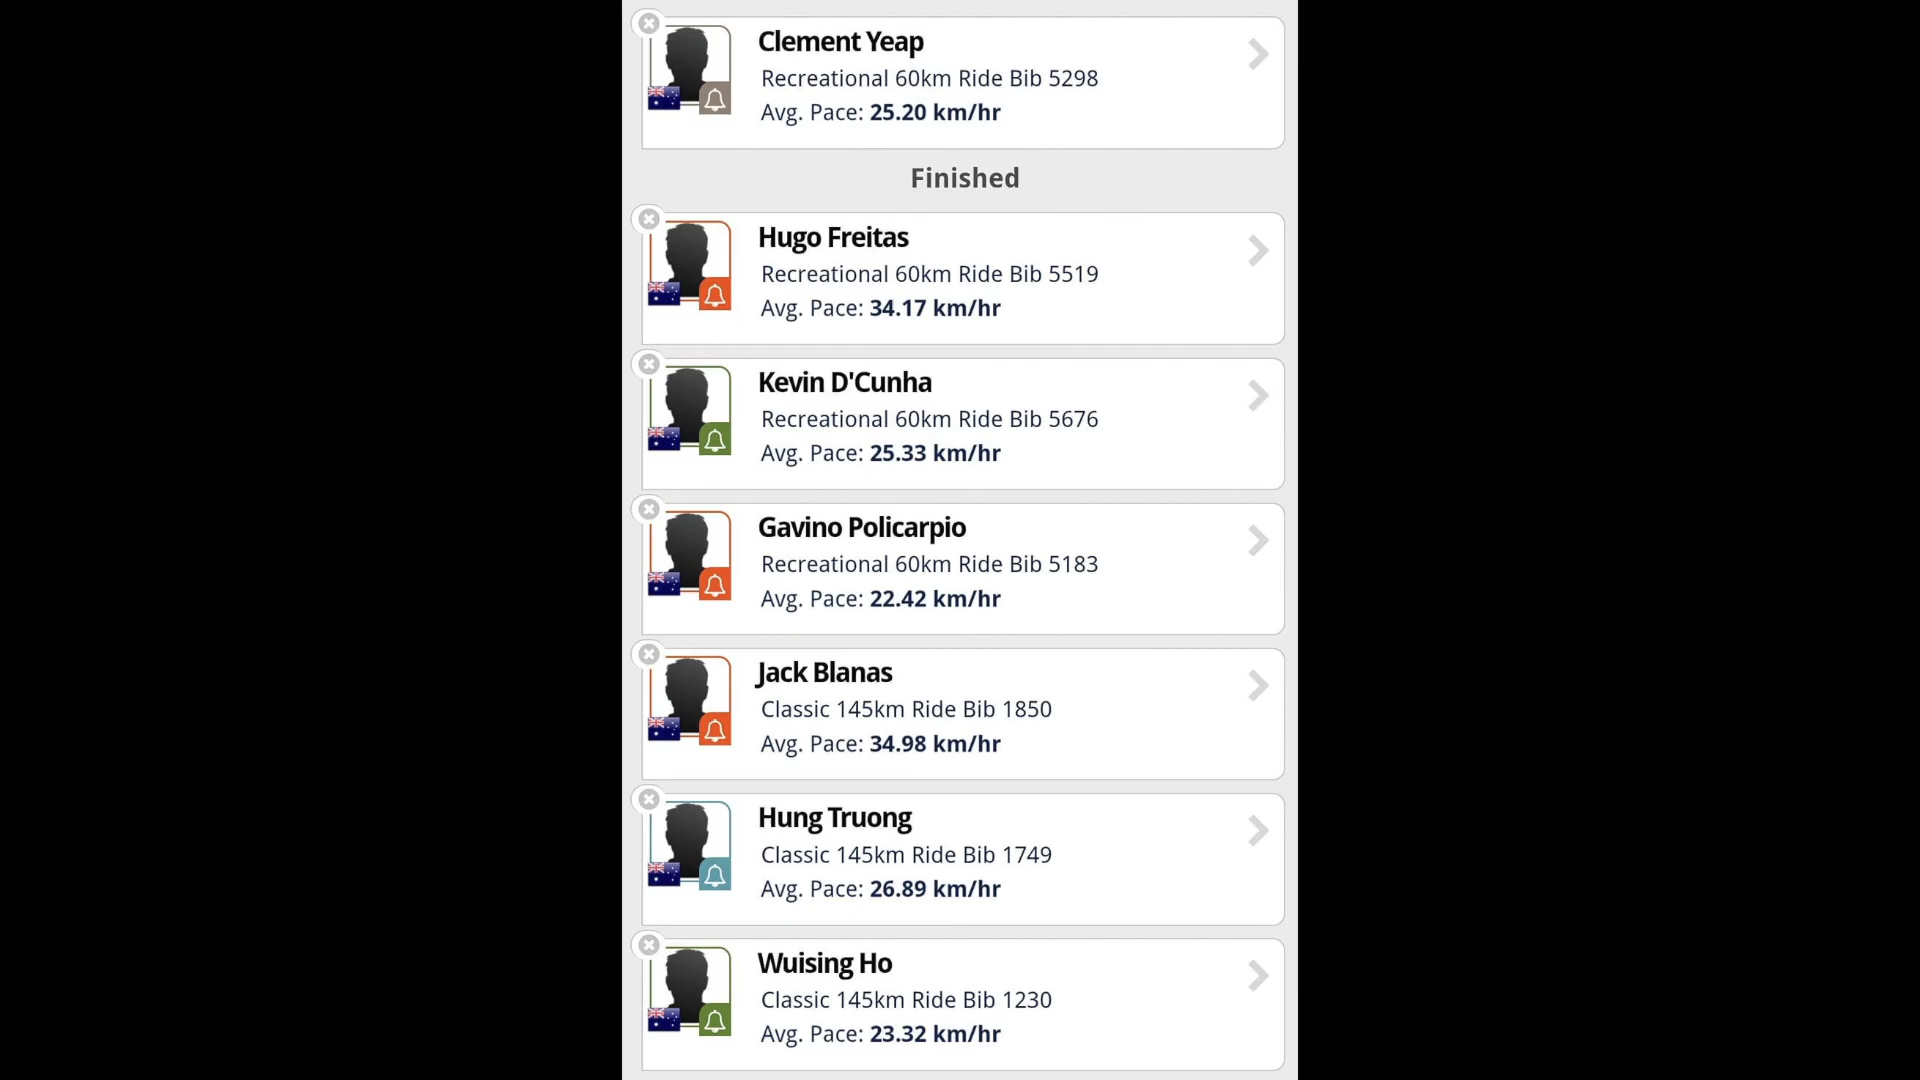 Clement Yeap
Recreational 60km Ride Bib 5298
Avg. Pace: 25.20 km/hr
Finished
Hugo Freitas
Recreational 60km Ride Bib 5519
Avg. Pace: 34.17 km/hr
Kevin D'Cunha
Recreational 60km Ride Bib 5676
Avg. Pace: 25.33 km/hr
Gavino Policarpio
Recreational 60km Ride Bib 5183
Avg. Pace: 22.42 km/hr
Jack Blanas
Classic 145km Ride Bib 1850
Avg. Pace: 34.98 km/hr
Hung Truong
Classic 145km Ride Bib 1749
Avg. Pace: 26.89 km/hr
Wuising Ho
Classic 145km Ride Bib 1230
Avg. Pace: 23.32 km/hr